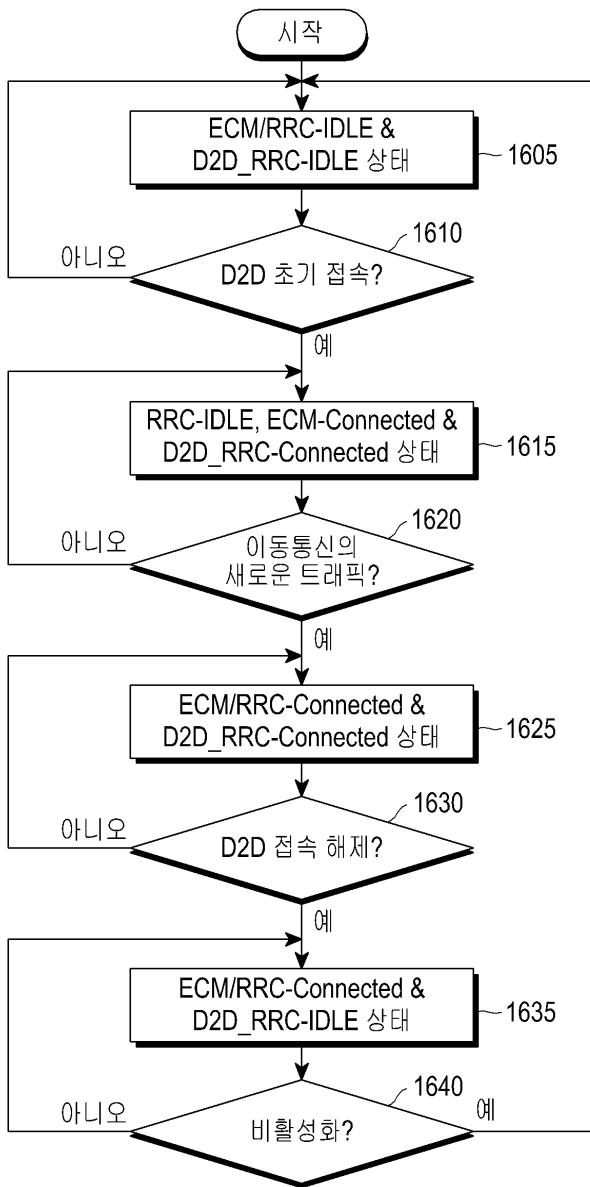 시작
ECM/RRC-IDLE &
D2D_RRC-IDLE 상태
1605
1610
아니오
D2D 초기 접속?
예
RRC-IDLE, ECM-Connected &
D2D_RRC-Connected 상태
1615
1620
아니오
이동통신의
새로운 트래픽?
예
ECM/RRC-Connected &
D2D_RRC-Connected 상태
1625
1630
아니오
D2D 접속 해제?
예
ECM/RRC-Connected &
D2D_RRC-IDLE 상태
1635
1640
아니오
비활성화?
예